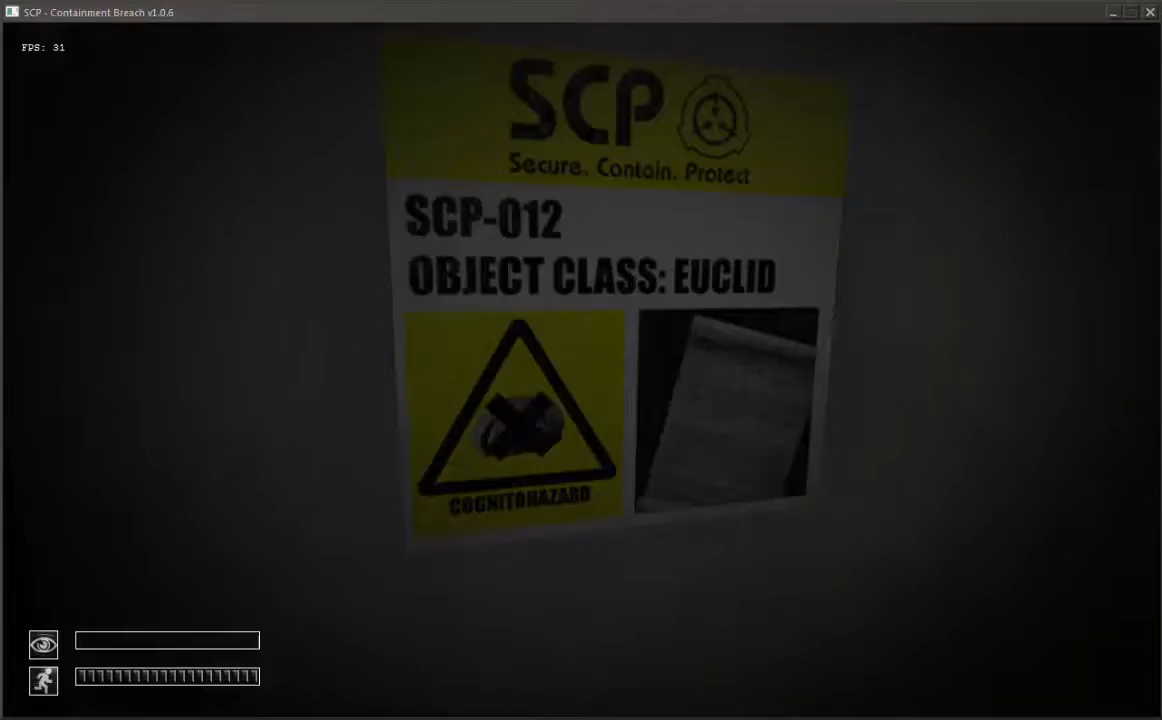 SCP - Containment Breach v1.0.6
FPS: 31
SCP
Secure. Contain. Protect
SCP-012
OBJECT CLASS: EUCLID
COGNITOHAZARD